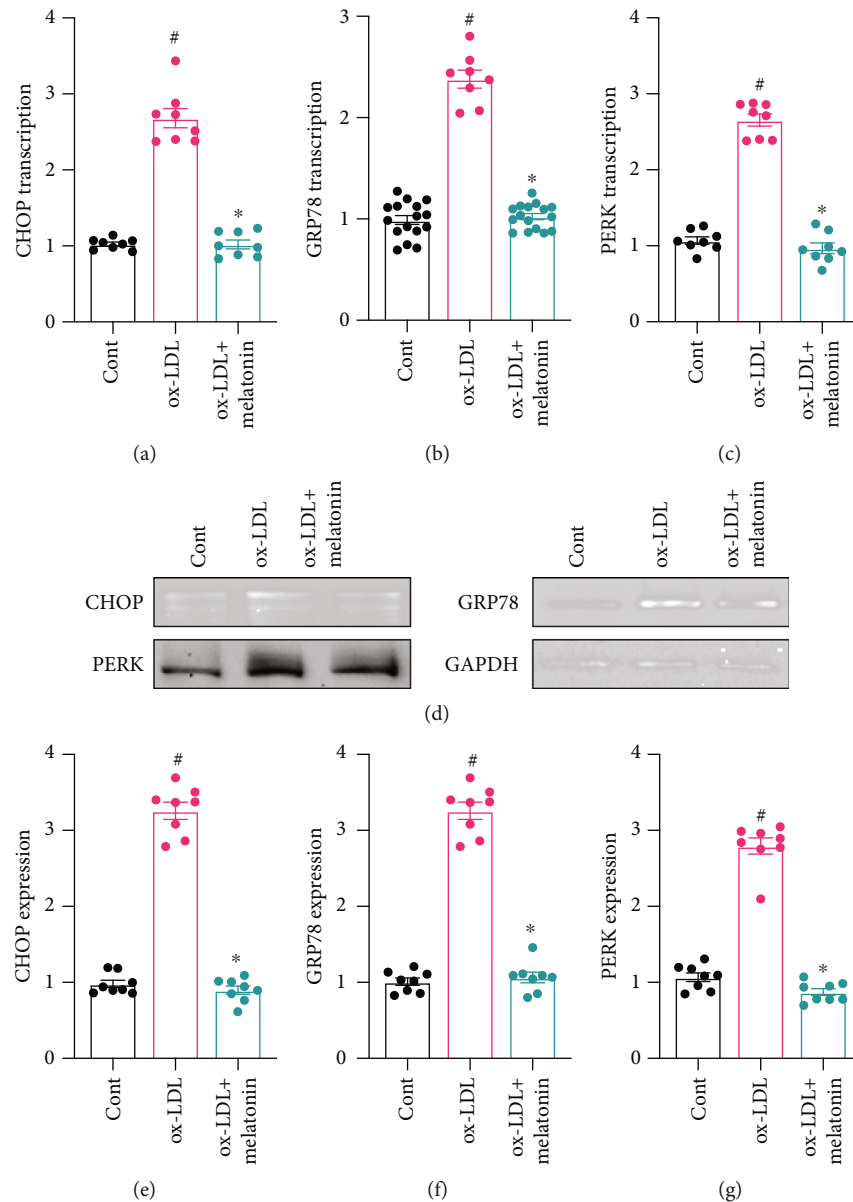 4
3
2
1
0
CHOP transcription
#
*
Cont
ox-LDL
ox-LDL+
melatonin
(a)
3
2
1
0
GRP78 transcription
#
*
Cont
ox-LDL
ox-LDL+
melatonin
(b)
4
3
2
1
0
PERK transcription
#
*
Cont
ox-LDL
ox-LDL+
melatonin
(c)
Cont
ox-LDL
ox-LDL+
melatonin
CHOP
PERK
Cont
ox-LDL
ox-LDL+
melatonin
GRP78
GAPDH
(d)
4
3
2
1
0
CHOP expression
#
*
Cont
ox-LDL
ox-LDL+
melatonin
(e)
4
3
2
1
0
GRP78 expression
#
*
Cont
ox-LDL
ox-LDL+
melatonin
(f)
4
3
2
1
0
PERK expression
#
*
Cont
ox-LDL
ox-LDL+
melatonin
(g)